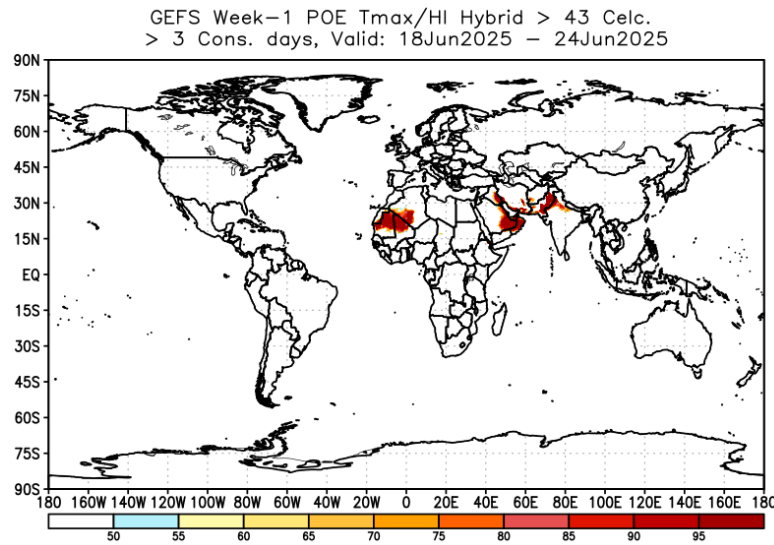 GEFS Week-1 POE Tmax/HI Hybrid > 43 Celc.
> 3 Cons. days, Valid: 18Jun2025 - 24Jun2025
90N
75N
60N
45N
30N
15N
EQ
15S
30S
45S
60S
75S
90S
180 160W 140W 120W 100W 80W 60W 40W 20W 0 20E 40E 60E 80E 100E 120E 140E 160E 180
50 55 60 65 70 75 80 85 90 95